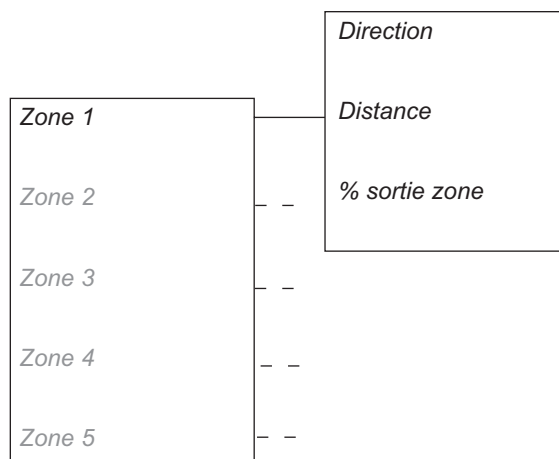 Direction
Distance
% sortie zone
Zone 1
Zone 2
Zone 3
Zone 4
Zone 5